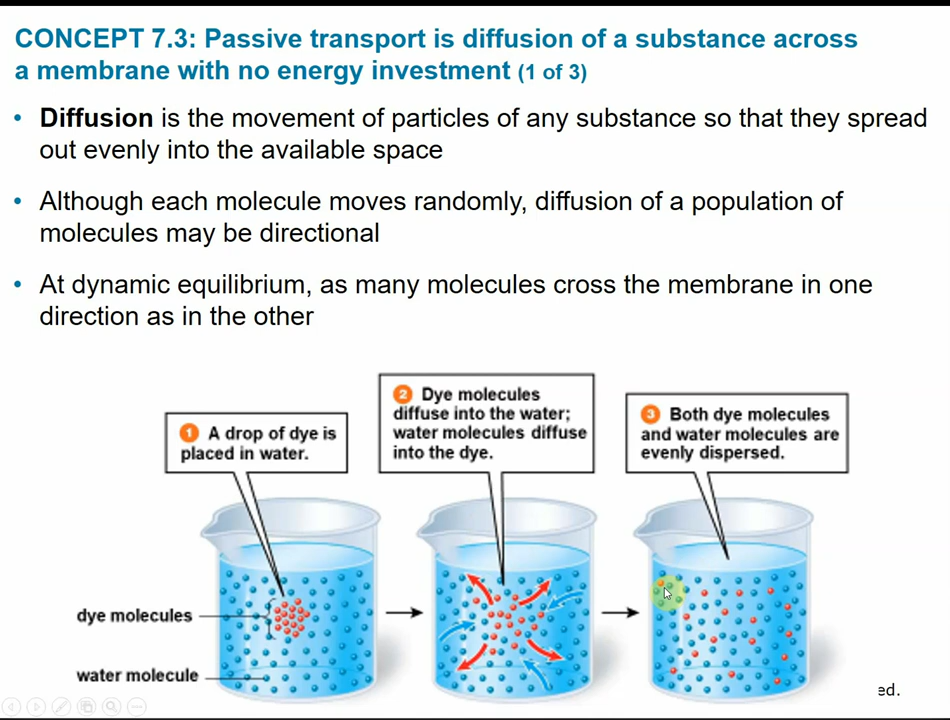 CONCEPT 7.3: Passive transport is diffusion of a substance across
a membrane with no energy investment (1 of 3)
• Diffusion is the movement of particles of any substance so that they spread
out evenly into the available space
• Although each molecule moves randomly, diffusion of a population of
molecules may be directional
• At dynamic equilibrium, as many molecules cross the membrane in one
direction as in the other
1 A drop of dye is
placed in water.
2 Dye molecules
diffuse into the water;
water molecules diffuse
into the dye.
3 Both dye molecules
and water molecules are
evenly dispersed.
dye molecules
water molecule
ed.